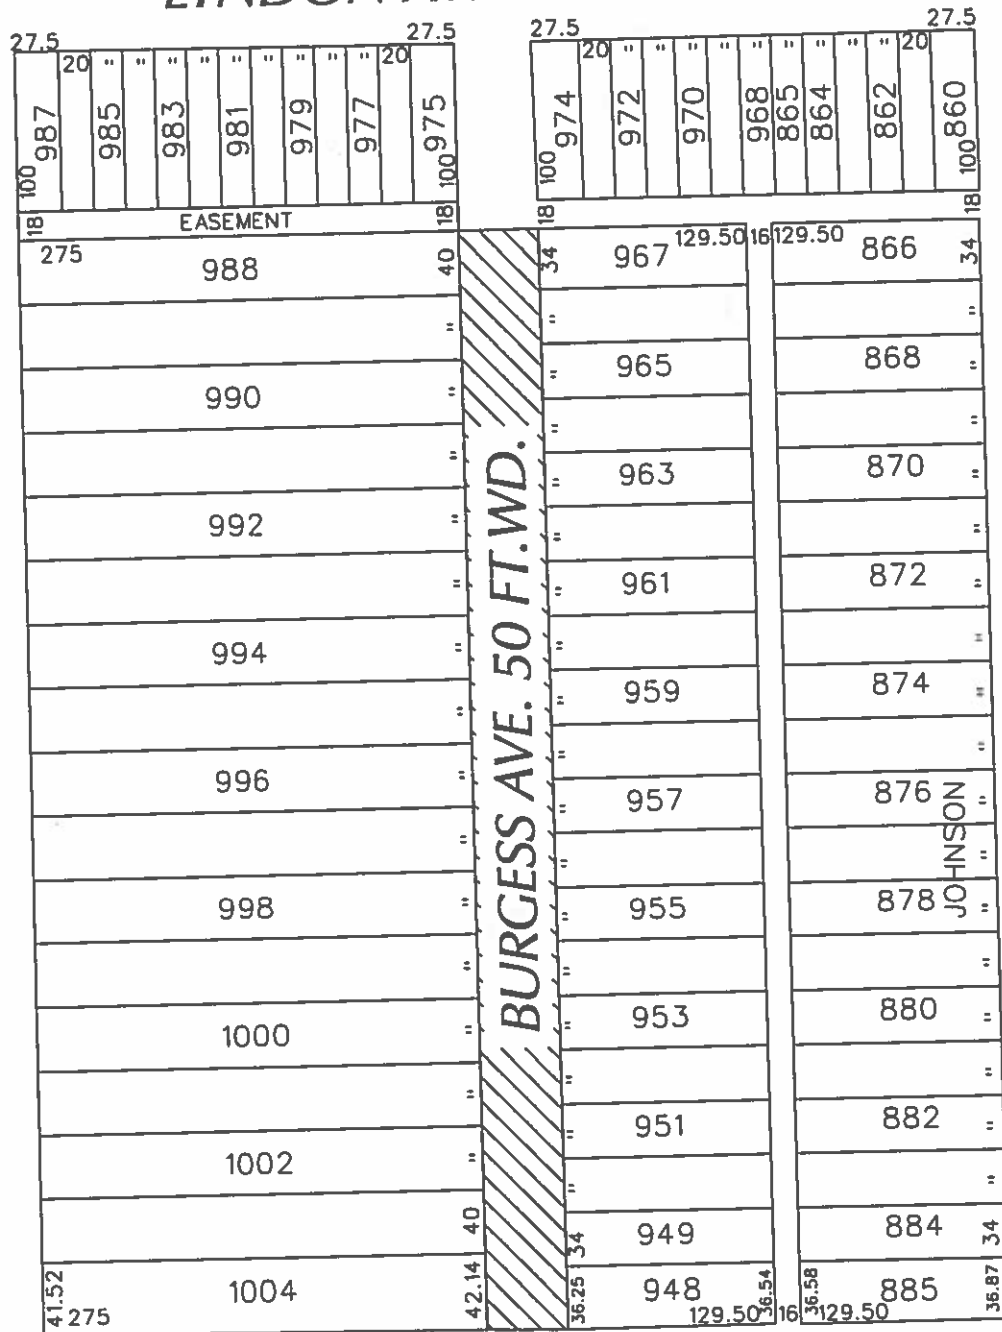 27.5 27.5 27.5 27.5
20 " " " " " " " " 20 20 " " " " " " " 20
987 985 983 981 979 977 975 974 972 970 968 865 864 862 860
100 100 100 100
18 EASEMENT 18 18 18
275 988 40 34 967 129.50 16 129.50 866 34
" " "
990 " 965 " 868 "
" " "
992 " 963 " 870 "
" " "
994 " 961 " 872 "
" " "
996 959 " 874 "
" "
998 957 " 876 "
" " "
" 955 " 878 "
" "
1000 " 953 " 880 "
" " "
1002 " 951 " 882 "
" "
40 34 949 884 34
41.52 275 1004 42.14 36.25 948 129.50 36.54 16 36.58 129.50 885 36.87
BURGESS AVE. 50 FT.WD.
JOHNSON